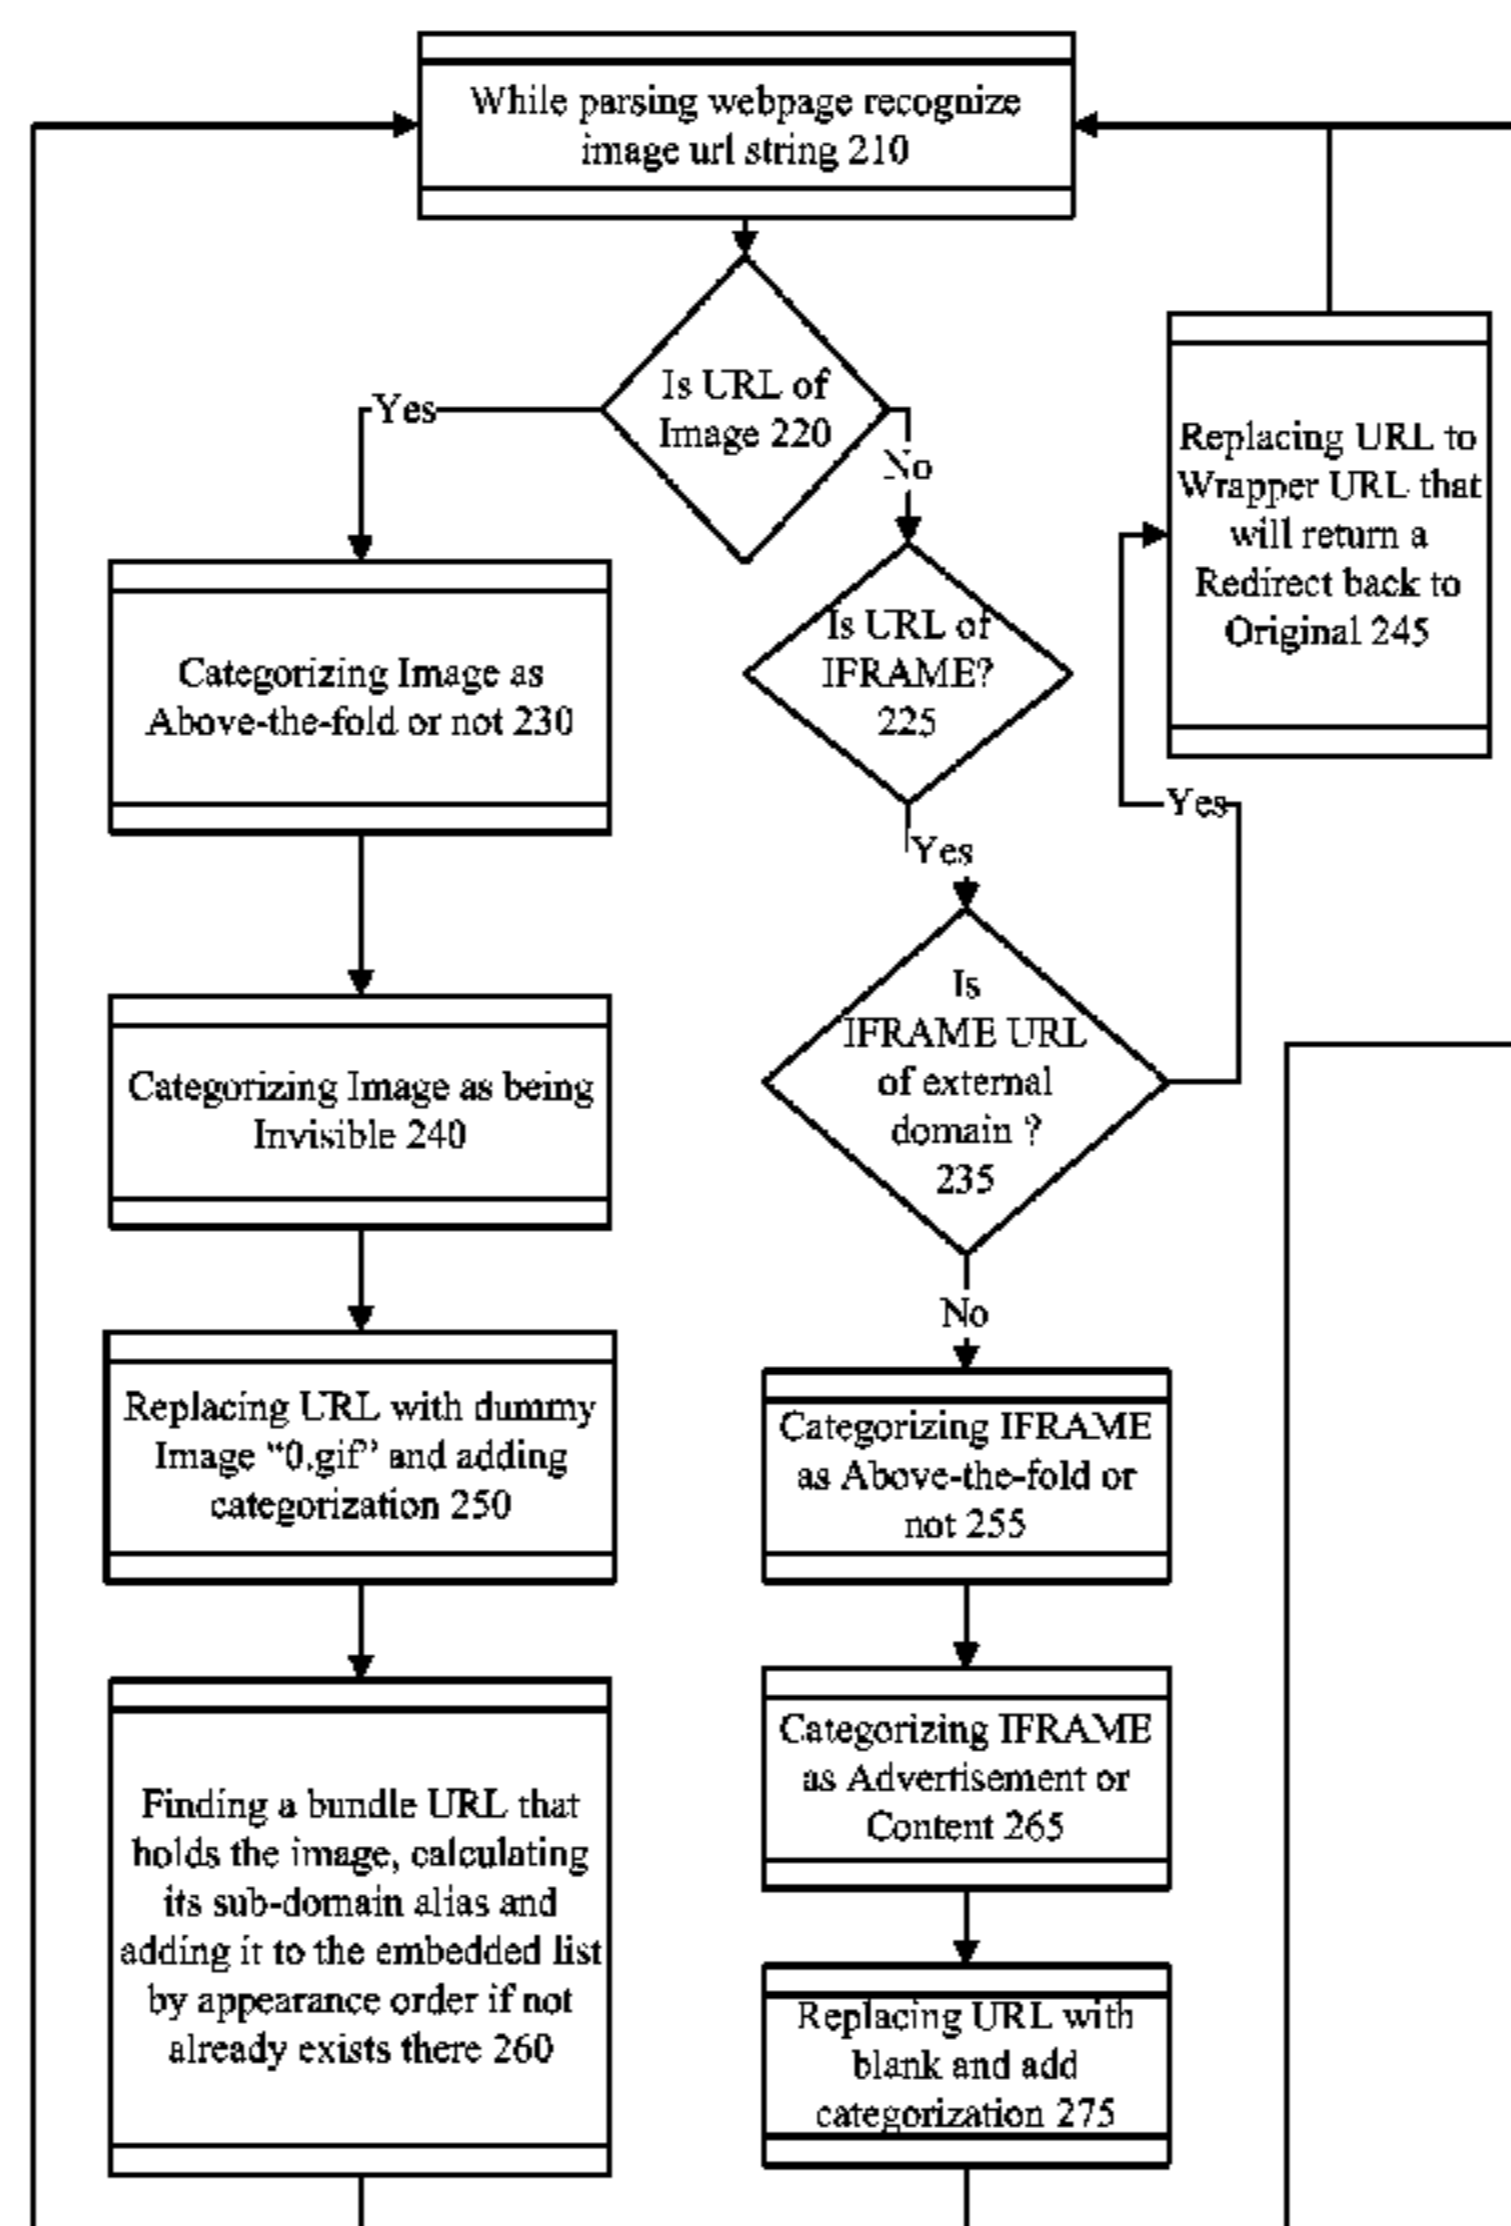 While parsing webpage recognize
image url string 210
Is URL of
Image 220
Yes
No
Replacing URL to
Wrapper URL that
will return a
Redirect back to
Original 245
Is URL of
IFRAME?
225
Categorizing Image as
Above-the-fold or not 230
Yes
Yes
Is
IFRAME URL
of external
domain ?
235
Categorizing Image as being
Invisible 240
No
Replacing URL with dummy
Image "0.gif" and adding
categorization 250
Categorizing IFRAME
as Above-the-fold or
not 255
Categorizing IFRAME
as Advertisement or
Content 265
Finding a bundle URL that
holds the image, calculating
its sub-domain alias and
adding it to the embedded list
by appearance order if not
already exists there 260
Replacing URL with
blank and add
categorization 275